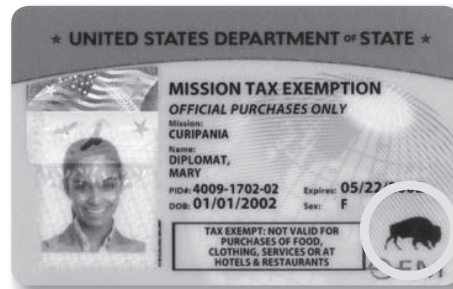 ★ UNITED STATES DEPARTMENT OF STATE ★
MISSION TAX EXEMPTION
OFFICIAL PURCHASES ONLY
Mission:
CURIPANIA
Name:
DIPLOMAT,
MARY
PID#: 4009-1702-02 Expires: 05/22/
DOB: 01/01/2002 Sex: F
TAX EXEMPT: NOT VALID FOR
PURCHASES OF FOOD,
CLOTHING, SERVICES OR AT
HOTELS & RESTAURANTS
OFM